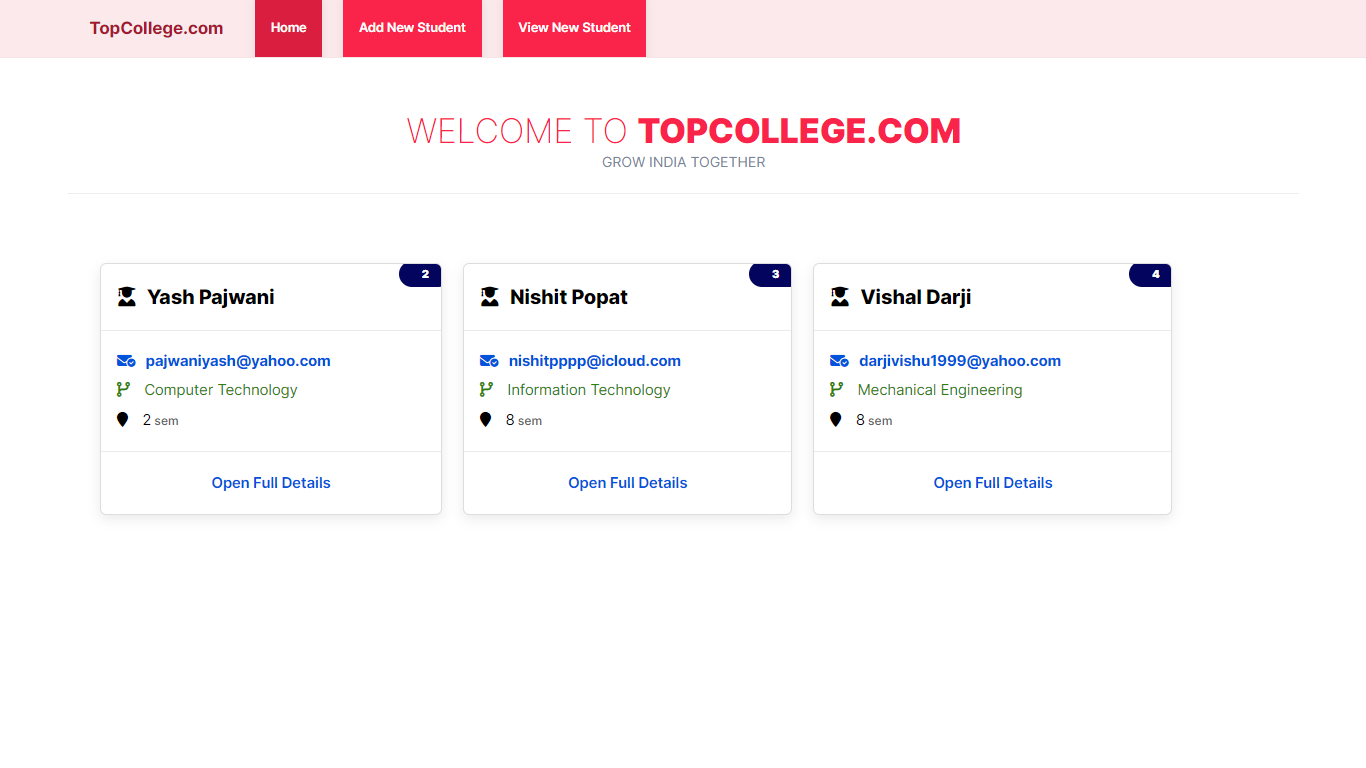 TopCollege.com Home Add New Student View New Student
WELCOME TO TOPCOLLEGE.COM
GROW INDIA TOGETHER
2
Yash Pajwani
pajwaniyash@yahoo.com
Computer Technology
2 sem
Open Full Details
3
Nishit Popat
nishitpppp@icloud.com
Information Technology
8 sem
Open Full Details
4
Vishal Darji
darjivishu1999@yahoo.com
Mechanical Engineering
8 sem
Open Full Details